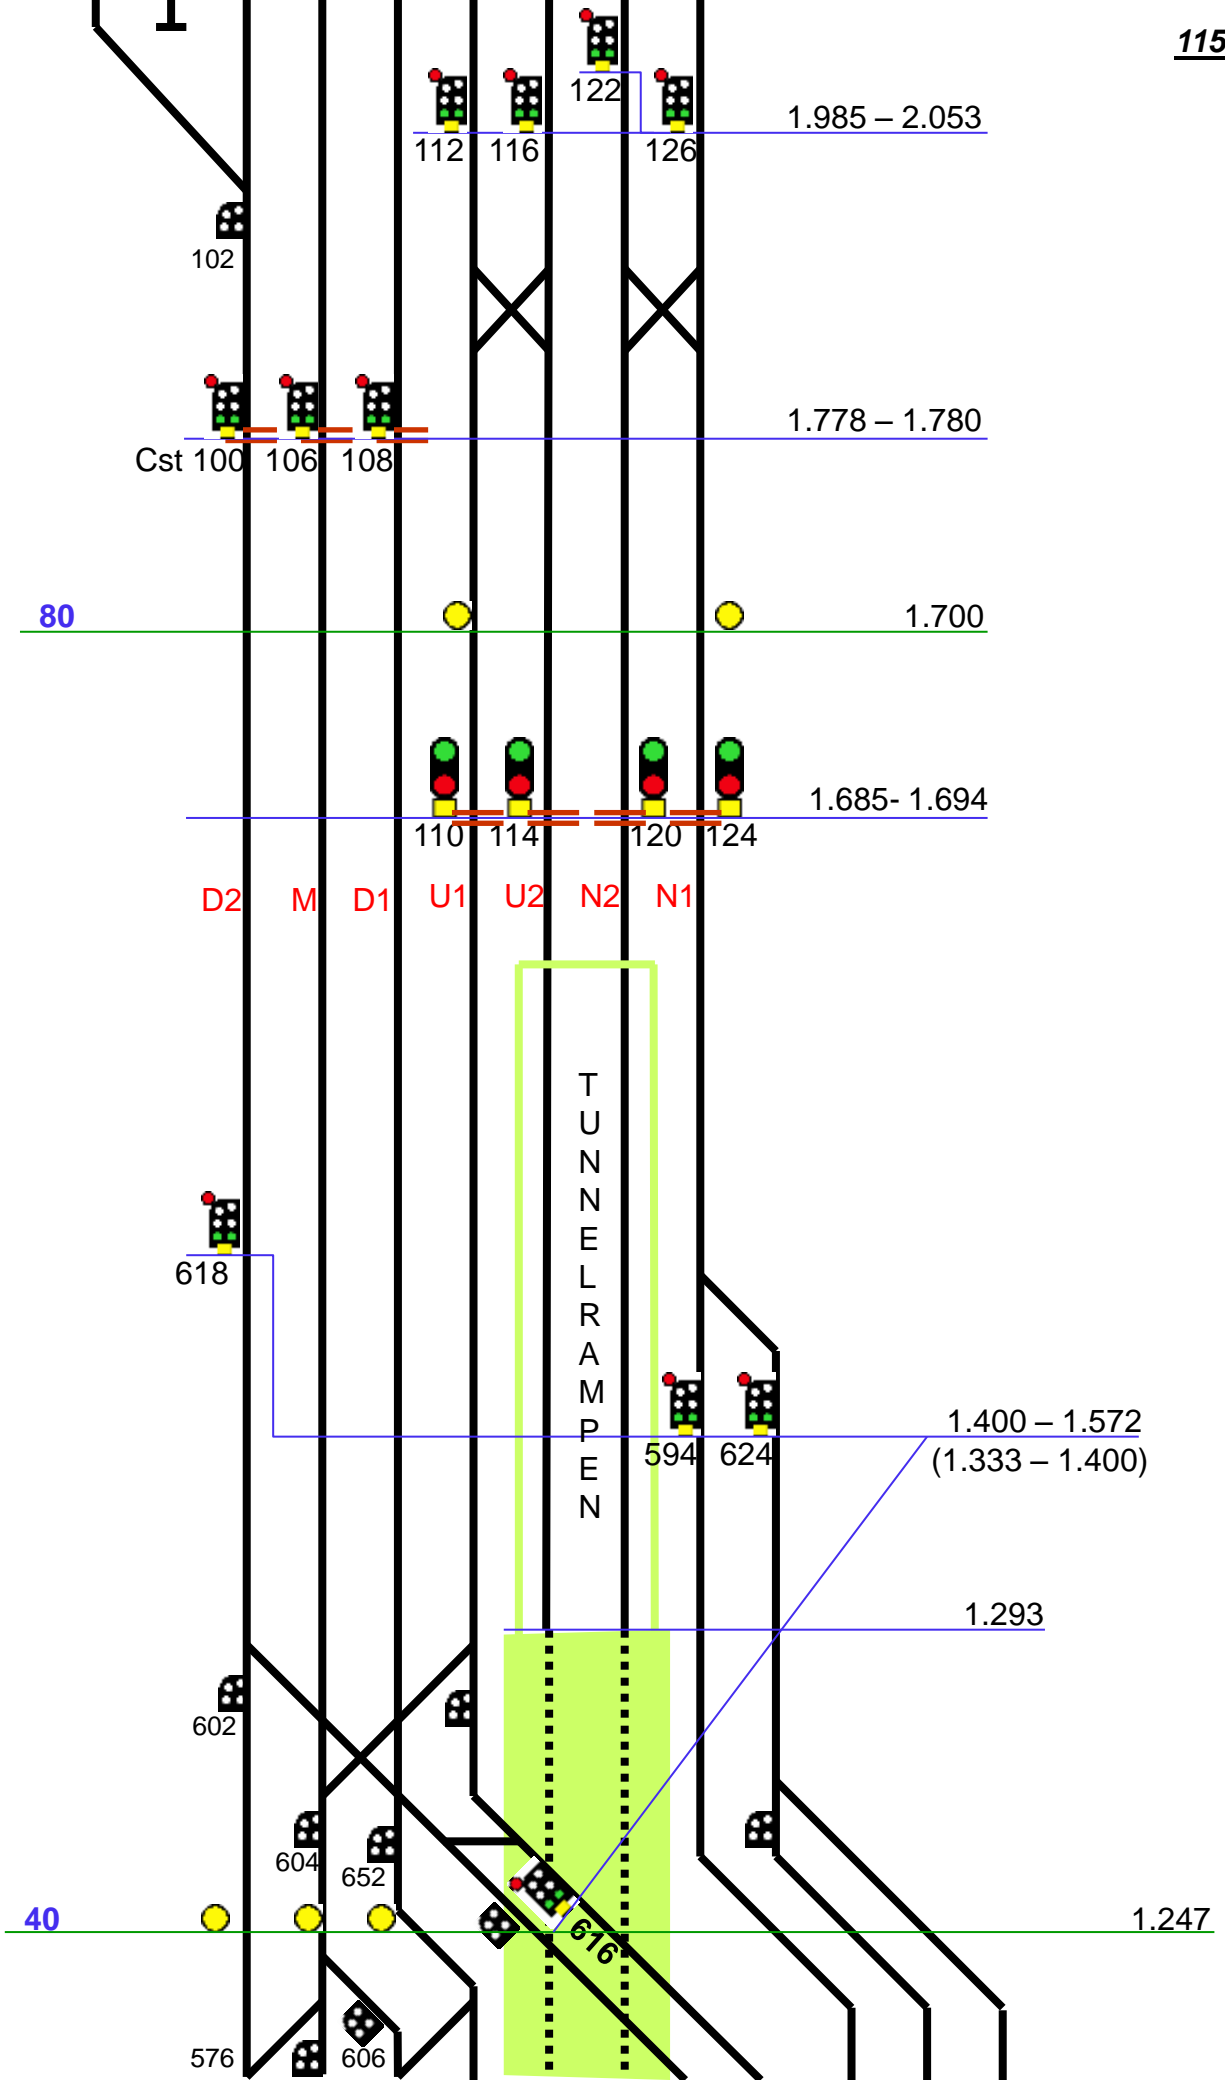 115
122
1.985 – 2.053
112 116 126
102
1.778 – 1.780
Cst 100 106 108
80 1.700
1.685- 1.694
110 114 120 124
D2 M D1 U1 U2 N2 N1
TUNNELRAMPEN
618
1.400 – 1.572
594 624 (1.333 – 1.400)
1.293
602
604
652
40 1.247
616
576 606